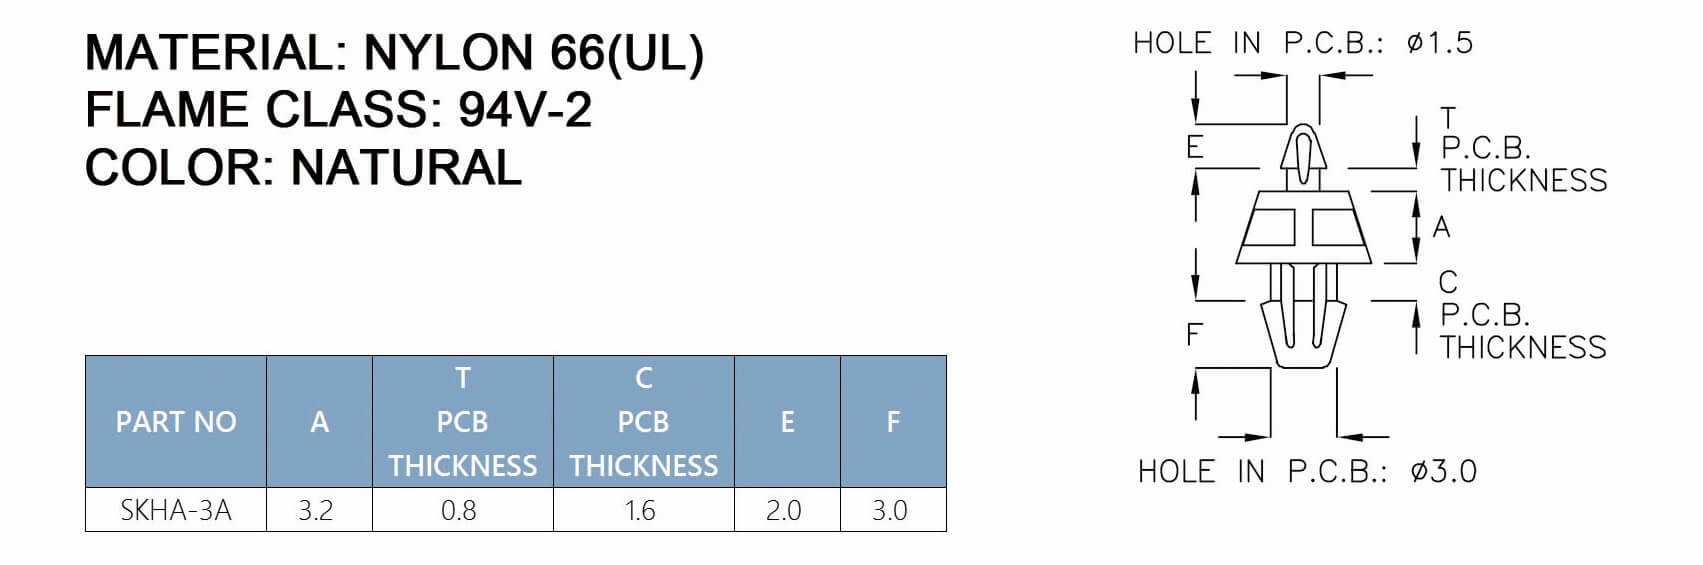 MATERIAL: NYLON 66(UL)
FLAME CLASS: 94V-2
COLOR: NATURAL
PART NO A T PCB THICKNESS C PCB THICKNESS E F
SKHA-3A 3.2 0.8 1.6 2.0 3.0
HOLE IN P.C.B.: ø1.5
E
T
P.C.B.
THICKNESS
A
C
P.C.B.
THICKNESS
F
HOLE IN P.C.B.: ø3.0